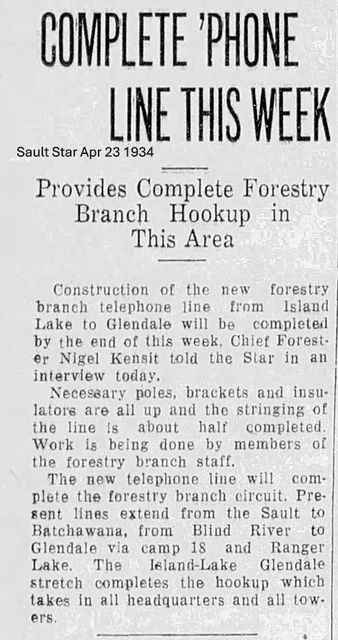 COMPLETE 'PHONE
LINE THIS WEEK
Sault Star Apr 23 1934
Provides Complete Forestry
Branch Hookup in
This Area
Construction of the new forestry
branch telephone line from Island
Lake to Glendale will be completed
by the end of this week, Chief Forest-
er Nigel Kensit told the Star in an
interview today.
Necessary poles, brackets and insu-
lators are all up and the stringing of
the line is about half completed.
Work is being done by members of
the forestry branch staff.
The new telephone line will com-
plete the forestry branch circuit. Pre-
sent lines extend from the Sault to
Batchawana, from Blind River to
Glendale via camp 18 and Ranger
Lake. The Island-Lake Glendale
stretch completes the hookup which
takes in all headquarters and all tow-
ers.